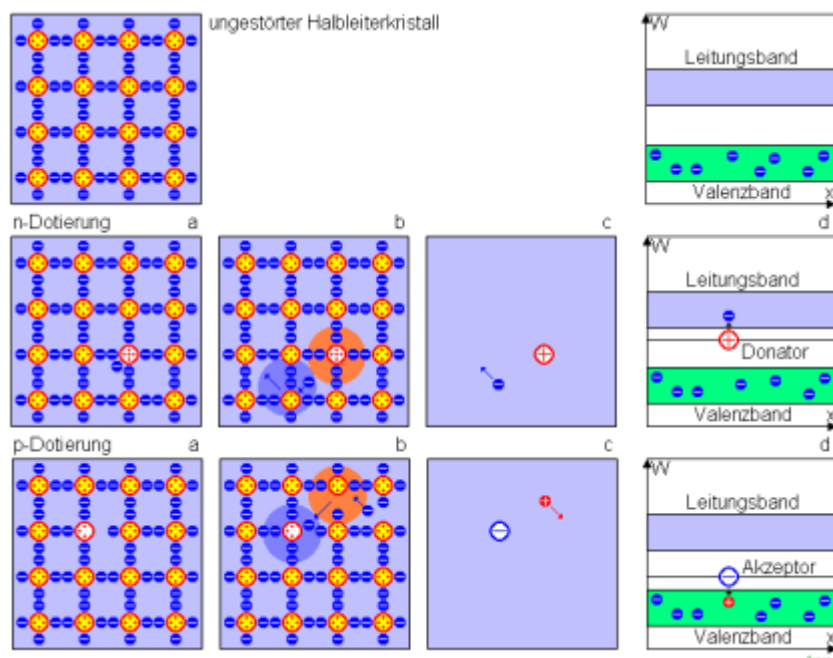 ungestörter Halbleiterkristall
W
Leitungsband
Valenzband x
n-Dotierung a b c d
W
Leitungsband
Donator
Valenzband x
p-Dotierung a b c d
W
Leitungsband
Akzeptor
Valenzband x